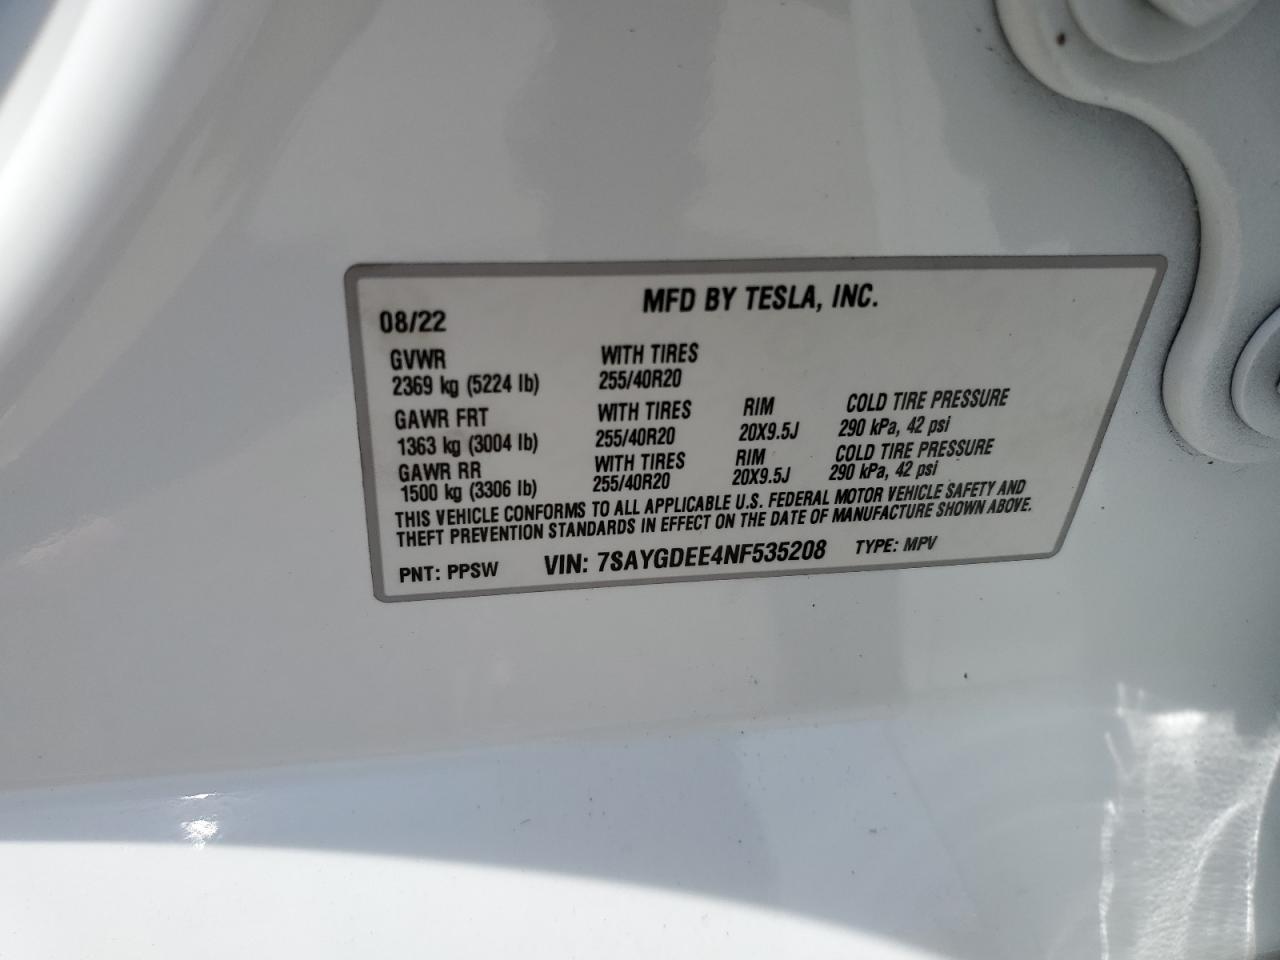 MFD BY TESLA, INC.
08/22
GVWR WITH TIRES
2369 kg (5224 lb) 255/40R20
GAWR FRT WITH TIRES RIM COLD TIRE PRESSURE
1363 kg (3004 lb) 255/40R20 20X9.5J 290 kPa, 42 psi
GAWR RR WITH TIRES RIM COLD TIRE PRESSURE
1500 kg (3306 lb) 255/40R20 20X9.5J 290 kPa, 42 psi
THIS VEHICLE CONFORMS TO ALL APPLICABLE U.S. FEDERAL MOTOR VEHICLE SAFETY AND
THEFT PREVENTION STANDARDS IN EFFECT ON THE DATE OF MANUFACTURE SHOWN ABOVE.
PNT: PPSW VIN: 7SAYGDEE4NF535208 TYPE: MPV